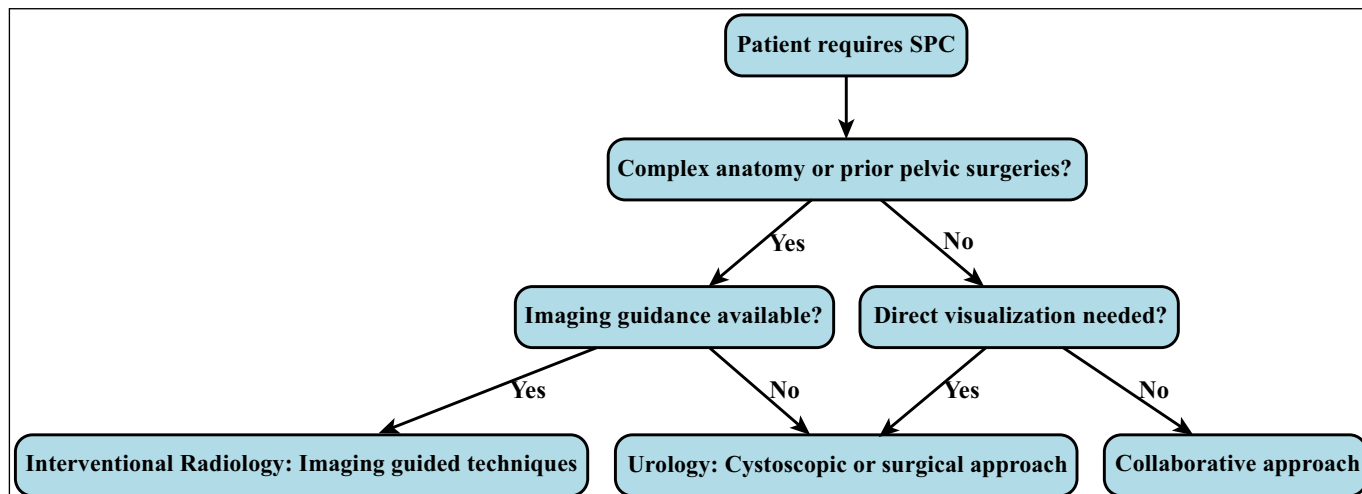 Patient requires SPC
Complex anatomy or prior pelvic surgeries?
Yes
No
Imaging guidance available?
Direct visualization needed?
Yes
No
Yes
No
Interventional Radiology: Imaging guided techniques
Urology: Cystoscopic or surgical approach
Collaborative approach